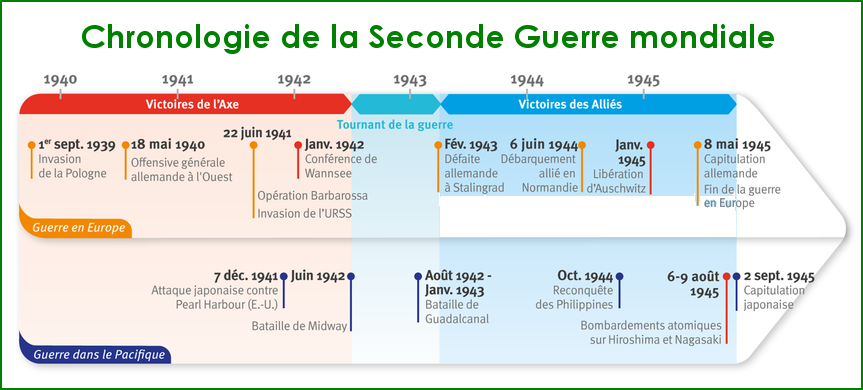 Chronologie de la Seconde Guerre mondiale
1940
1941
1942
1943
1944
1945
Victoires de l'Axe
Tournant de la guerre
Victoires des Alliés
1er sept. 1939
Invasion
de la Pologne
18 mai 1940
Offensive générale
allemande à l'Ouest
22 juin 1941
Opération Barbarossa
Invasion de l'URSS
Janv. 1942
Conférence de
Wannsee
Fév. 1943
Défaite
allemande
à Stalingrad
6 juin 1944
Débarquement
allié en
Normandie
Janv.
1945
Libération
d'Auschwitz
8 mai 1945
Capitulation
allemande
Fin de la guerre
en Europe
Guerre en Europe
7 déc. 1941
Attaque japonaise contre
Pearl Harbour (E.-U.)
Juin 1942
Bataille de Midway
Août 1942 -
Janv. 1943
Bataille de
Guadalcanal
Oct. 1944
Reconquête
des Philippines
6-9 août
1945
Bombardements atomiques
sur Hiroshima et Nagasaki
2 sept. 1945
Capitulation
japonaise
Guerre dans le Pacifique